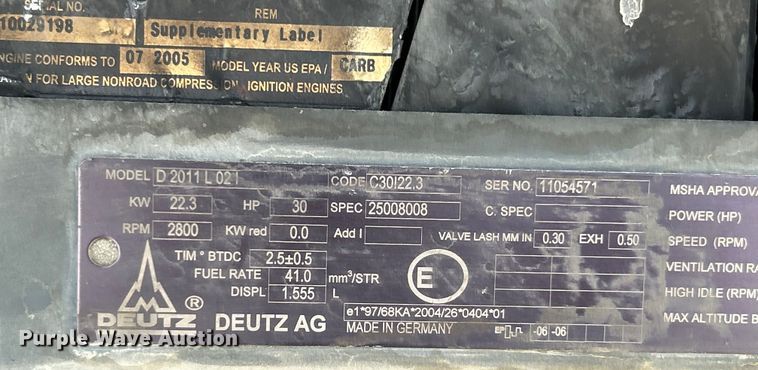 SERIAL NO. REM
10029198 Supplementary Label
ENGINE CONFORMS TO 07 2005 MODEL YEAR US EPA / CARB
FOR LARGE NONROAD COMPRESSION IGNITION ENGINES
MODEL D 2011 L 02 I CODE C30I22.3 SER NO. 11054571 MSHA APPROVA
KW 22.3 HP 30 SPEC 25008008 C. SPEC POWER (HP)
RPM 2800 KW red 0.0 Add I VALVE LASH MM IN 0.30 EXH 0.50 SPEED (RPM)
TIM ° BTDC 2.5±0.5 VENTILATION RA
FUEL RATE 41.0 mm³/STR E HIGH IDLE (RPM)
DISPL 1.555 L
DEUTZ ® DEUTZ AG e1*97/68KA*2004/26*0404*01 MAX ALTITUDE B
MADE IN GERMANY EP -06 -06
Purple Wave Auction